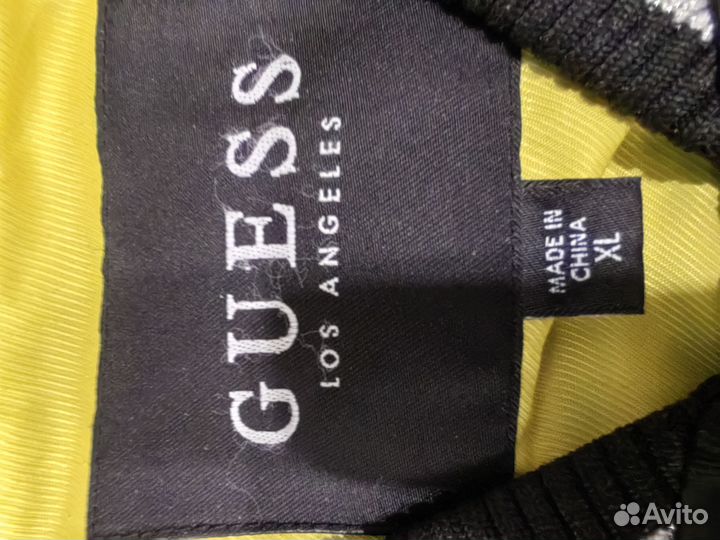 GUESS
LOS ANGELES
MADE IN
CHINA
XL
Avito